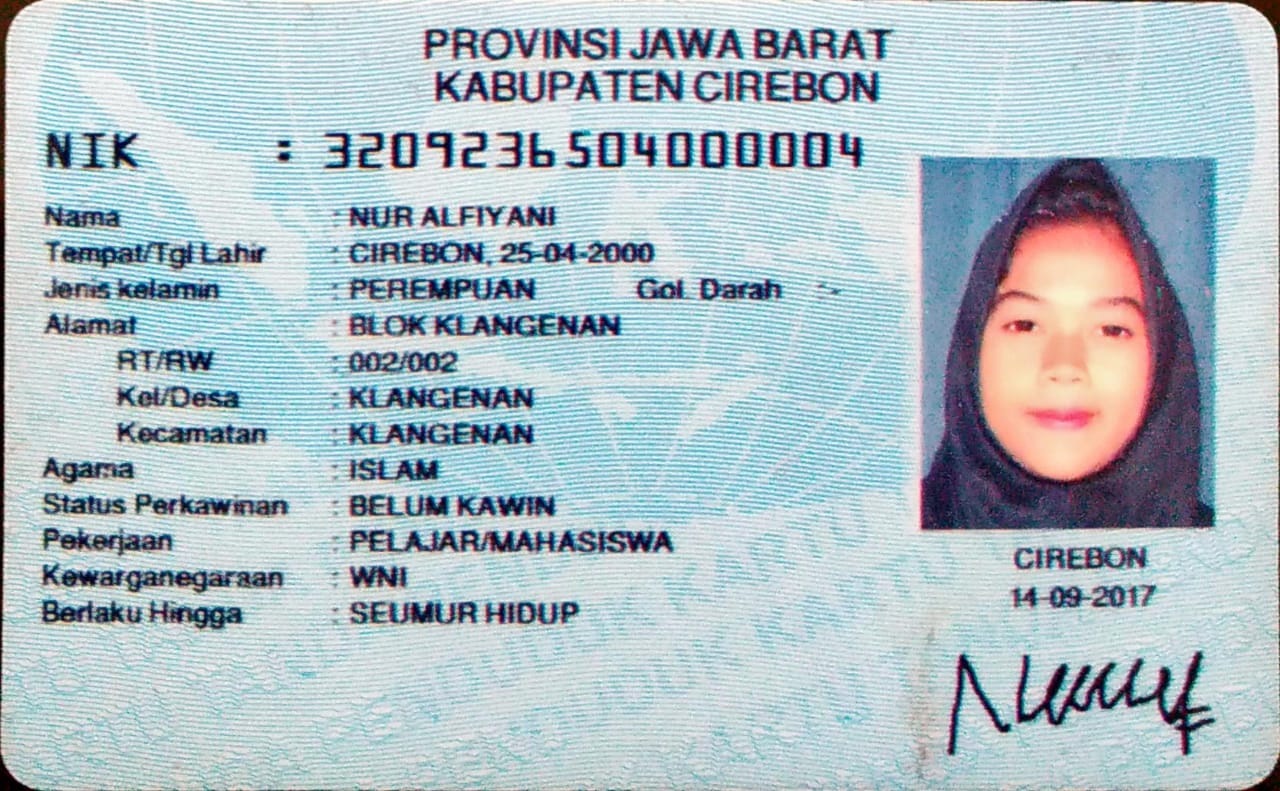 PROVINSI JAWA BARAT
KABUPATEN CIREBON
NIK : 3209236504000004
Nama : NUR ALFIYANI
Tempat/Tgl Lahir : CIREBON, 25-04-2000
Jenis kelamin : PEREMPUAN Gol. Darah : -
Alamat : BLOK KLANGENAN
RT/RW : 002/002
Kel/Desa : KLANGENAN
Kecamatan : KLANGENAN
Agama : ISLAM
Status Perkawinan : BELUM KAWIN
Pekerjaan : PELAJAR/MAHASISWA
Kewarganegaraan : WNI
Berlaku Hingga : SEUMUR HIDUP
CIREBON
14-09-2017